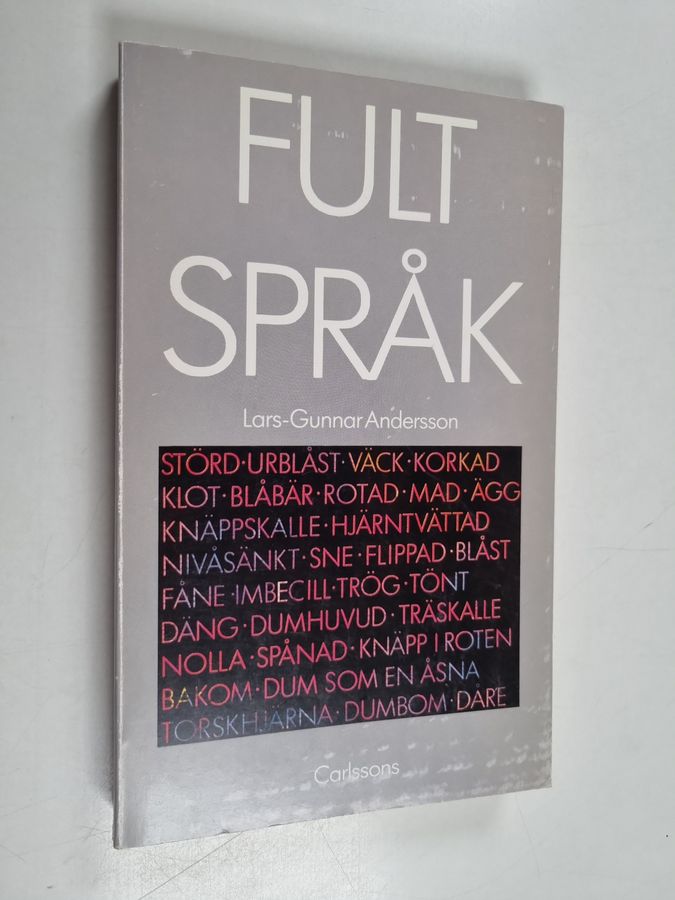 FULT
SPRÅK
Lars-Gunnar Andersson
STÖRD·URBLÅST·VÄCK·KORKAD
KLOT·BLÅBÄR·ROTAD·MAD·ÄGG
KNÄPPSKALLE·HJÄRNTVÄTTAD
NIVÅSÄNKT·SNE·FLIPPAD·BLÅST
FÅNE·IMBECILL·TRÖG·TÖNT
DÄNG·DUMHUVUD·TRÄSKALLE
NOLLA·SPÅNAD·KNÄPP I ROTEN
BAKOM·DUM SOM EN ÅSNA
TORSKHJÄRNA·DUMBOM·DÅRE
Carlssons